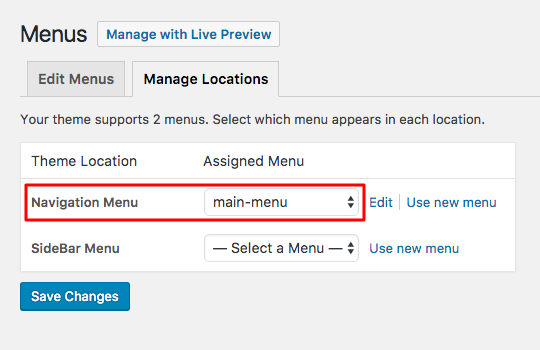 Menus Manage with Live Preview
Edit Menus Manage Locations
Your theme supports 2 menus. Select which menu appears in each location.
Theme Location Assigned Menu
Navigation Menu main-menu Edit Use new menu
SideBar Menu — Select a Menu — Use new menu
Save Changes